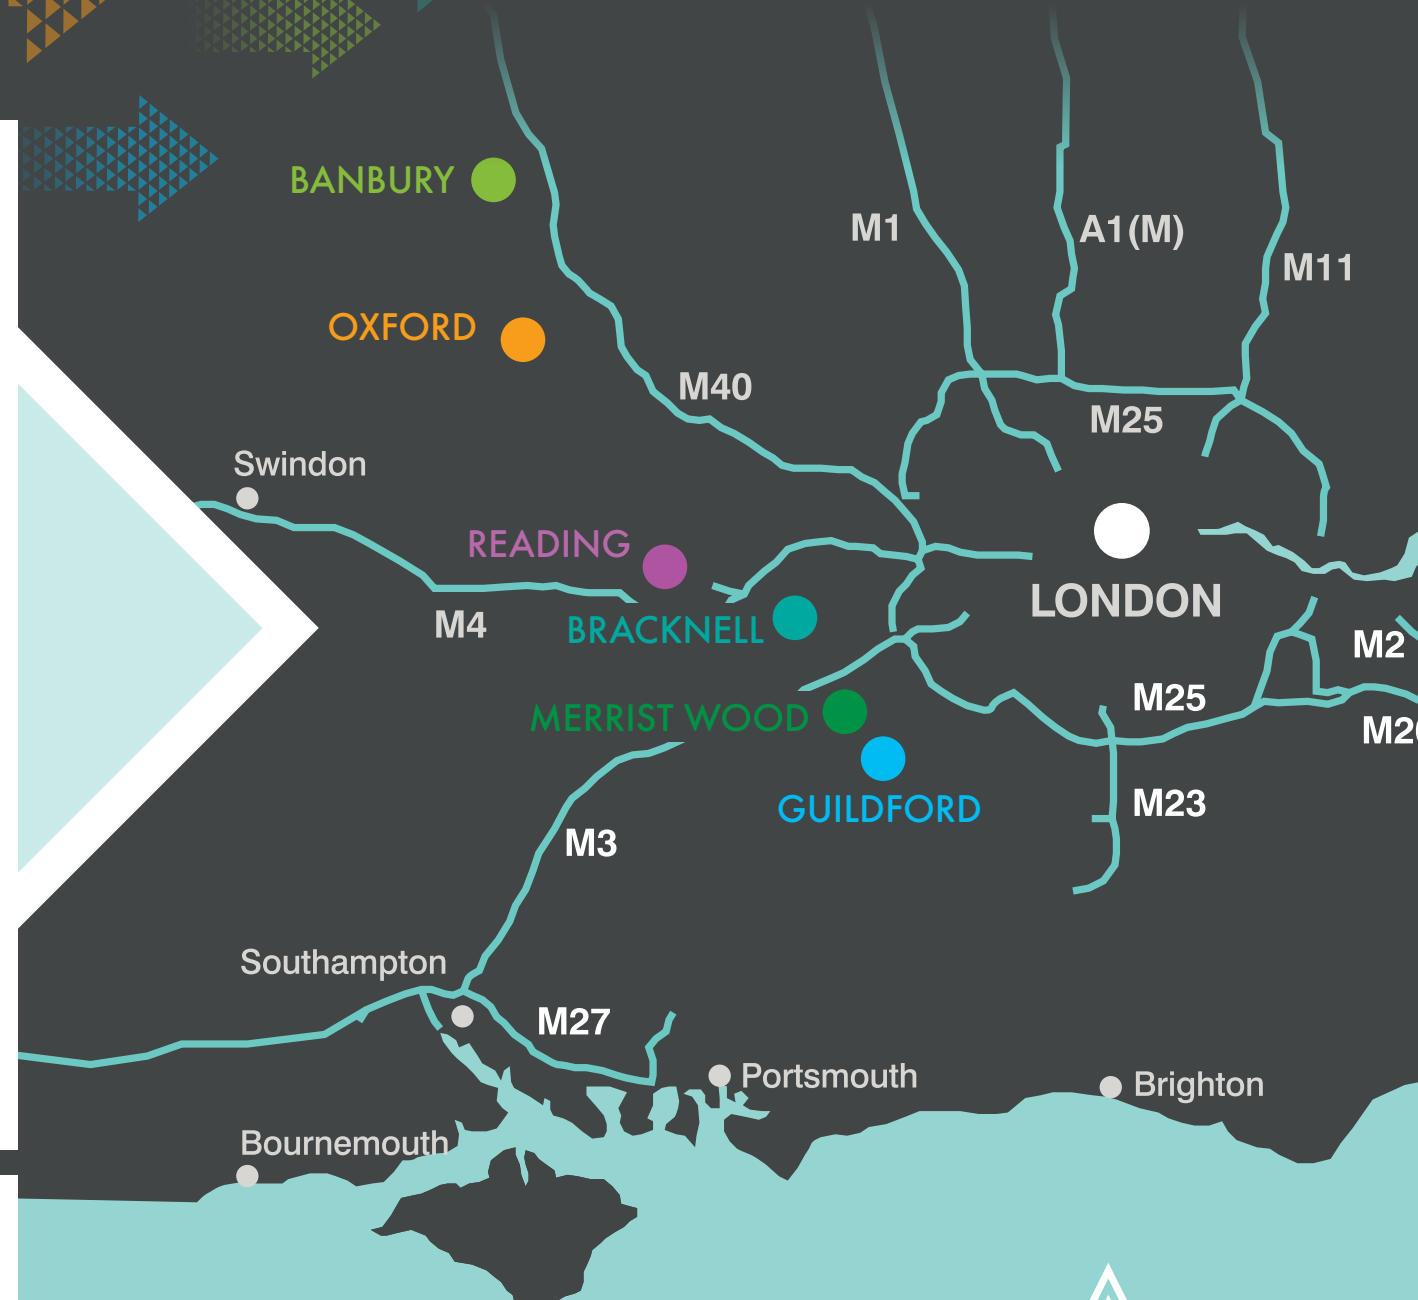 BANBURY
M1
A1(M)
M11
OXFORD
M40
M25
Swindon
READING
LONDON
M4
BRACKNELL
M2
M25
MERRIST WOOD
GUILDFORD
M23
M3
Southampton
M27
Portsmouth
Brighton
Bournemouth